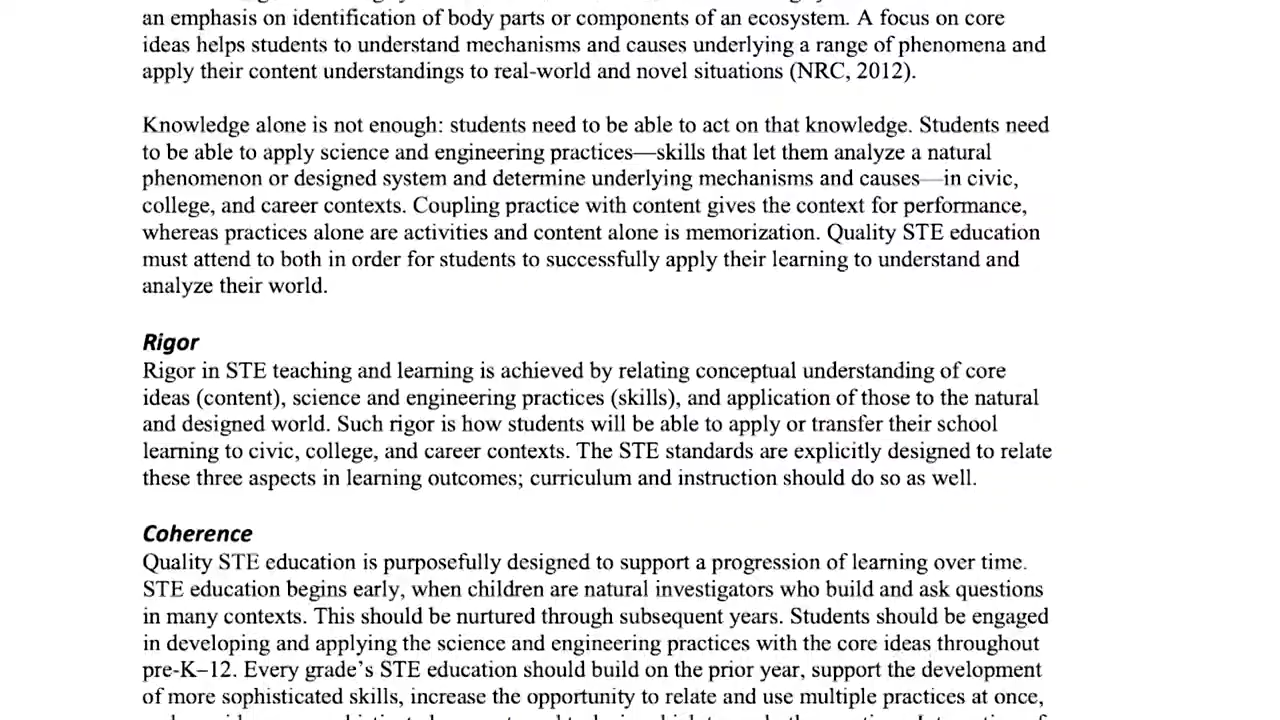 an emphasis on identification of body parts or components of an ecosystem. A focus on core
ideas helps students to understand mechanisms and causes underlying a range of phenomena and
apply their content understandings to real-world and novel situations (NRC, 2012).
Knowledge alone is not enough: students need to be able to act on that knowledge. Students need
to be able to apply science and engineering practices—skills that let them analyze a natural
phenomenon or designed system and determine underlying mechanisms and causes—in civic,
college, and career contexts. Coupling practice with content gives the context for performance,
whereas practices alone are activities and content alone is memorization. Quality STE education
must attend to both in order for students to successfully apply their learning to understand and
analyze their world.
Rigor
Rigor in STE teaching and learning is achieved by relating conceptual understanding of core
ideas (content), science and engineering practices (skills), and application of those to the natural
and designed world. Such rigor is how students will be able to apply or transfer their school
learning to civic, college, and career contexts. The STE standards are explicitly designed to relate
these three aspects in learning outcomes; curriculum and instruction should do so as well.
Coherence
Quality STE education is purposefully designed to support a progression of learning over time.
STE education begins early, when children are natural investigators who build and ask questions
in many contexts. This should be nurtured through subsequent years. Students should be engaged
in developing and applying the science and engineering practices with the core ideas throughout
pre-K–12. Every grade’s STE education should build on the prior year, support the development
of more sophisticated skills, increase the opportunity to relate and use multiple practices at once,